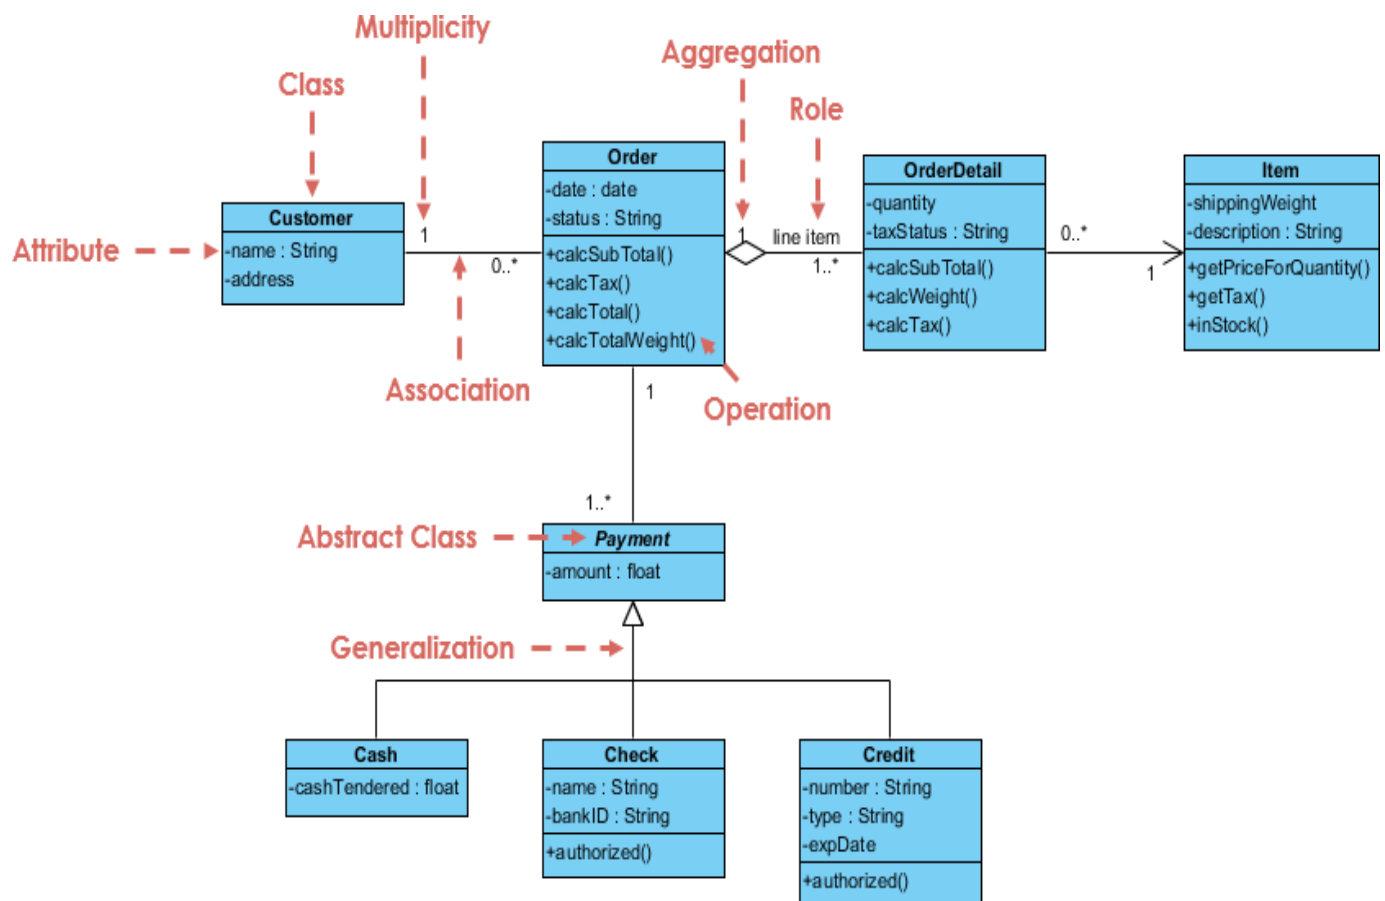 Multiplicity
Aggregation
Class
Role
Attribute
Customer
-name : String
-address
1
0..*
Association
Order
-date : date
-status : String
+calcSubTotal()
+calcTax()
+calcTotal()
+calcTotalWeight()
Operation
1
line item
1..*
OrderDetail
-quantity
-taxStatus : String
+calcSubTotal()
+calcWeight()
+calcTax()
0..*
1
Item
-shippingWeight
-description : String
+getPriceForQuantity()
+getTax()
+inStock()
1
1..*
Abstract Class
Payment
-amount : float
Generalization
Cash
-cashTendered : float
Check
-name : String
-bankID : String
+authorized()
Credit
-number : String
-type : String
-expDate
+authorized()